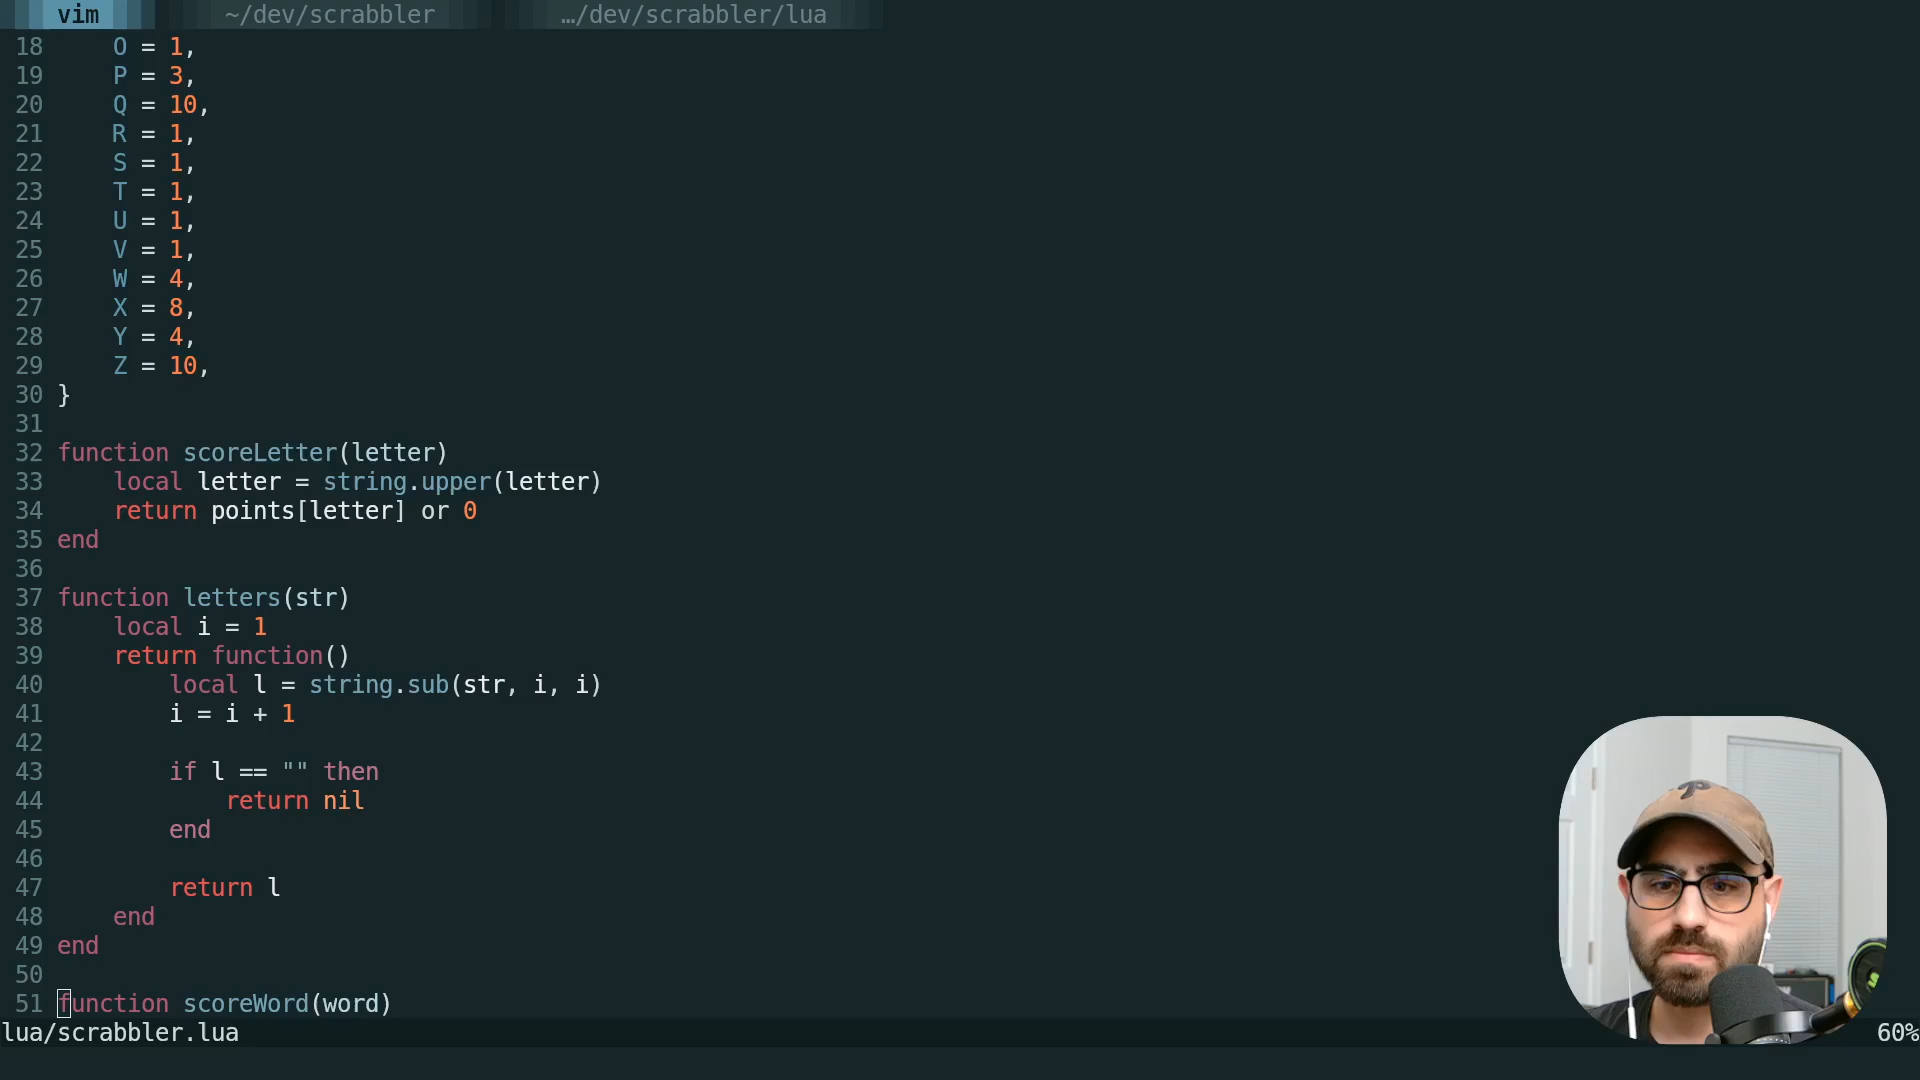 vim ~/dev/scrabbler …/dev/scrabbler/lua
18 O = 1,
19 P = 3,
20 Q = 10,
21 R = 1,
22 S = 1,
23 T = 1,
24 U = 1,
25 V = 1,
26 W = 4,
27 X = 8,
28 Y = 4,
29 Z = 10,
30 }
31
32 function scoreLetter(letter)
33 local letter = string.upper(letter)
34 return points[letter] or 0
35 end
36
37 function letters(str)
38 local i = 1
39 return function()
40 local l = string.sub(str, i, i)
41 i = i + 1
42
43 if l == "" then
44 return nil
45 end
46
47 return l
48 end
49 end
50
51 function scoreWord(word)
lua/scrabbler.lua 60%
P